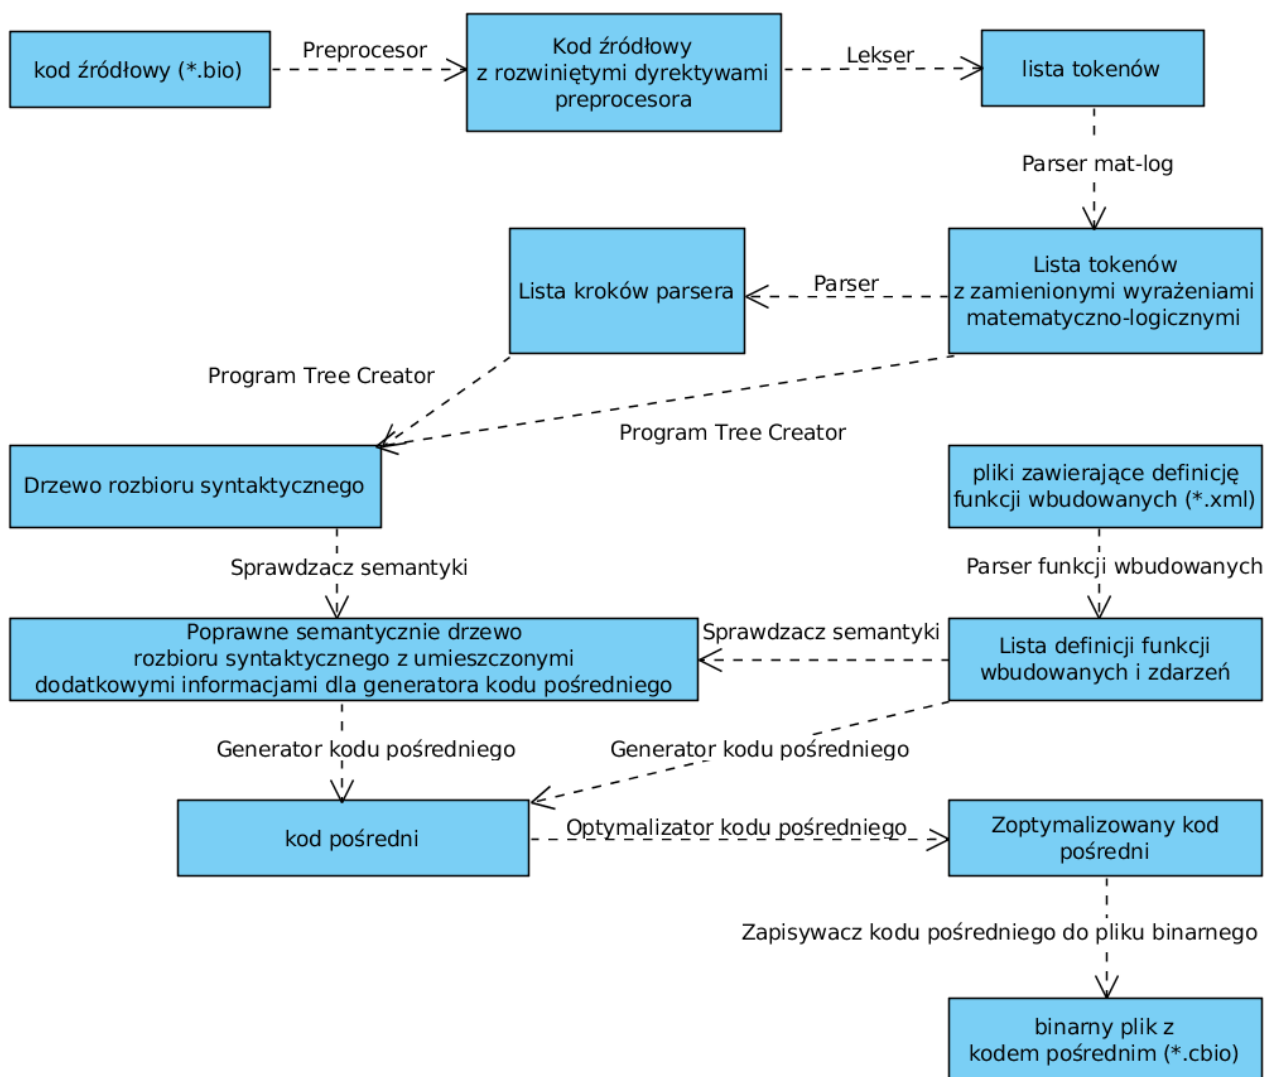 kod źródłowy (*.bio)
Preprocesor
Kod źródłowy
z rozwiniętymi dyrektywami
preprocesora
Lekser
lista tokenów
Parser mat-log
Lista tokenów
z zamienionymi wyrażeniami
matematyczno-logicznymi
Parser
Lista kroków parsera
Program Tree Creator
Program Tree Creator
Drzewo rozbioru syntaktycznego
pliki zawierające definicję
funkcji wbudowanych (*.xml)
Sprawdzacz semantyki
Parser funkcji wbudowanych
Poprawne semantycznie drzewo
rozbioru syntaktycznego z umieszczonymi
dodatkowymi informacjami dla generatora kodu pośredniego
Sprawdzacz semantyki
Lista definicji funkcji
wbudowanych i zdarzeń
Generator kodu pośredniego
Generator kodu pośredniego
kod pośredni
Optymalizator kodu pośredniego
Zoptymalizowany kod
pośredni
Zapisywacz kodu pośredniego do pliku binarnego
binarny plik z
kodem pośrednim (*.cbio)